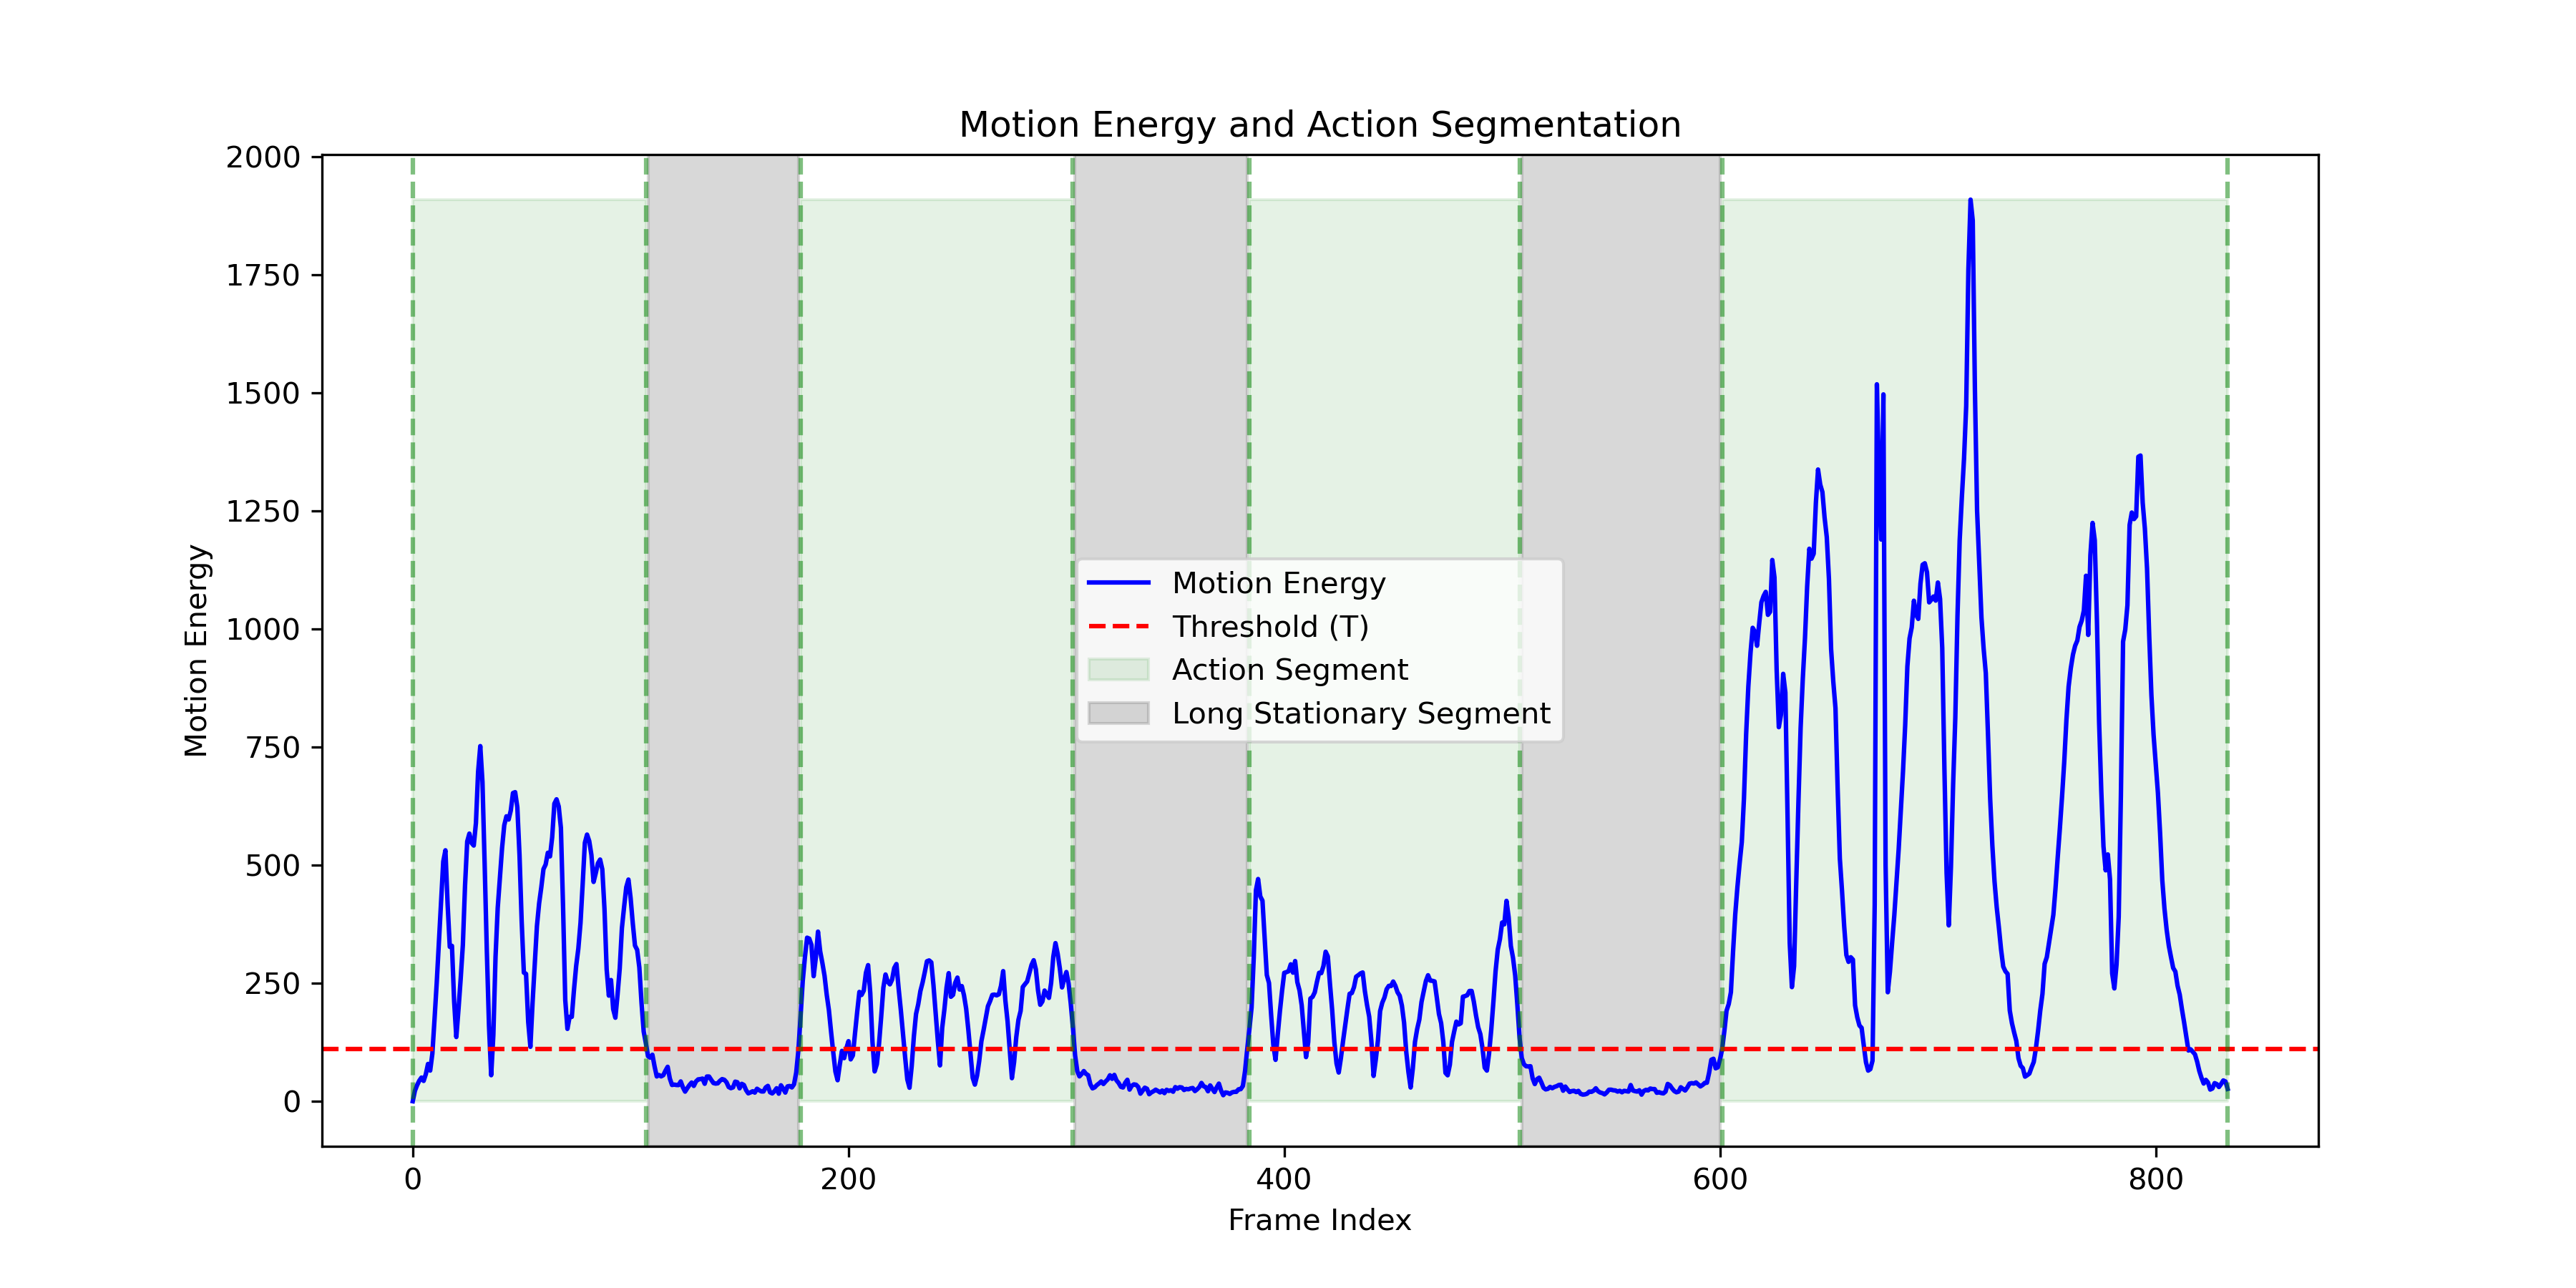 Motion Energy and Action Segmentation
2000
1750
1500
1250
1000
750
500
250
0
Motion Energy
Motion Energy
Threshold (T)
Action Segment
Long Stationary Segment
0 200 400 600 800
Frame Index